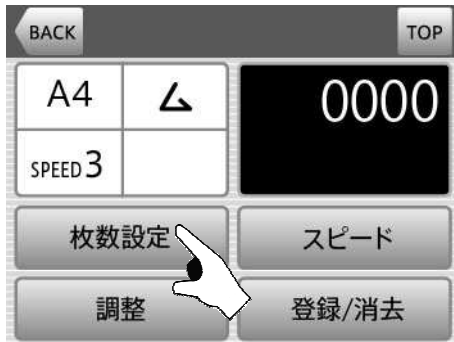 BACK
TOP
A4
ム
0000
SPEED 3
枚数設定
スピード
調整
登録/消去